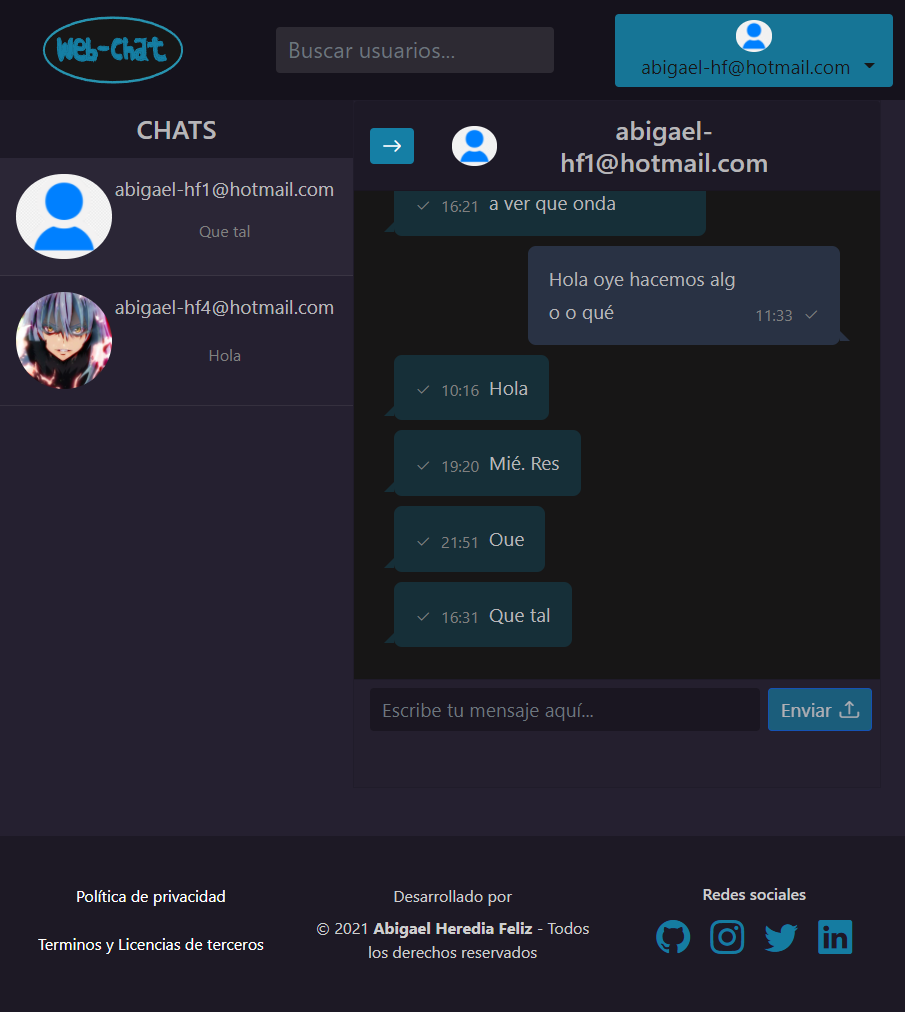 Web-Chat
Buscar usuarios...
abigael-hf@hotmail.com
CHATS
abigael-hf1@hotmail.com
Que tal
abigael-hf4@hotmail.com
Hola
abigael-
hf1@hotmail.com
16:21 a ver que onda
Hola oye hacemos alg
o o qué 11:33
10:16 Hola
19:20 Mié. Res
21:51 Oue
16:31 Que tal
Escribe tu mensaje aquí...
Enviar
Política de privacidad
Terminos y Licencias de terceros
Desarrollado por
© 2021 Abigael Heredia Feliz - Todos
los derechos reservados
Redes sociales
in